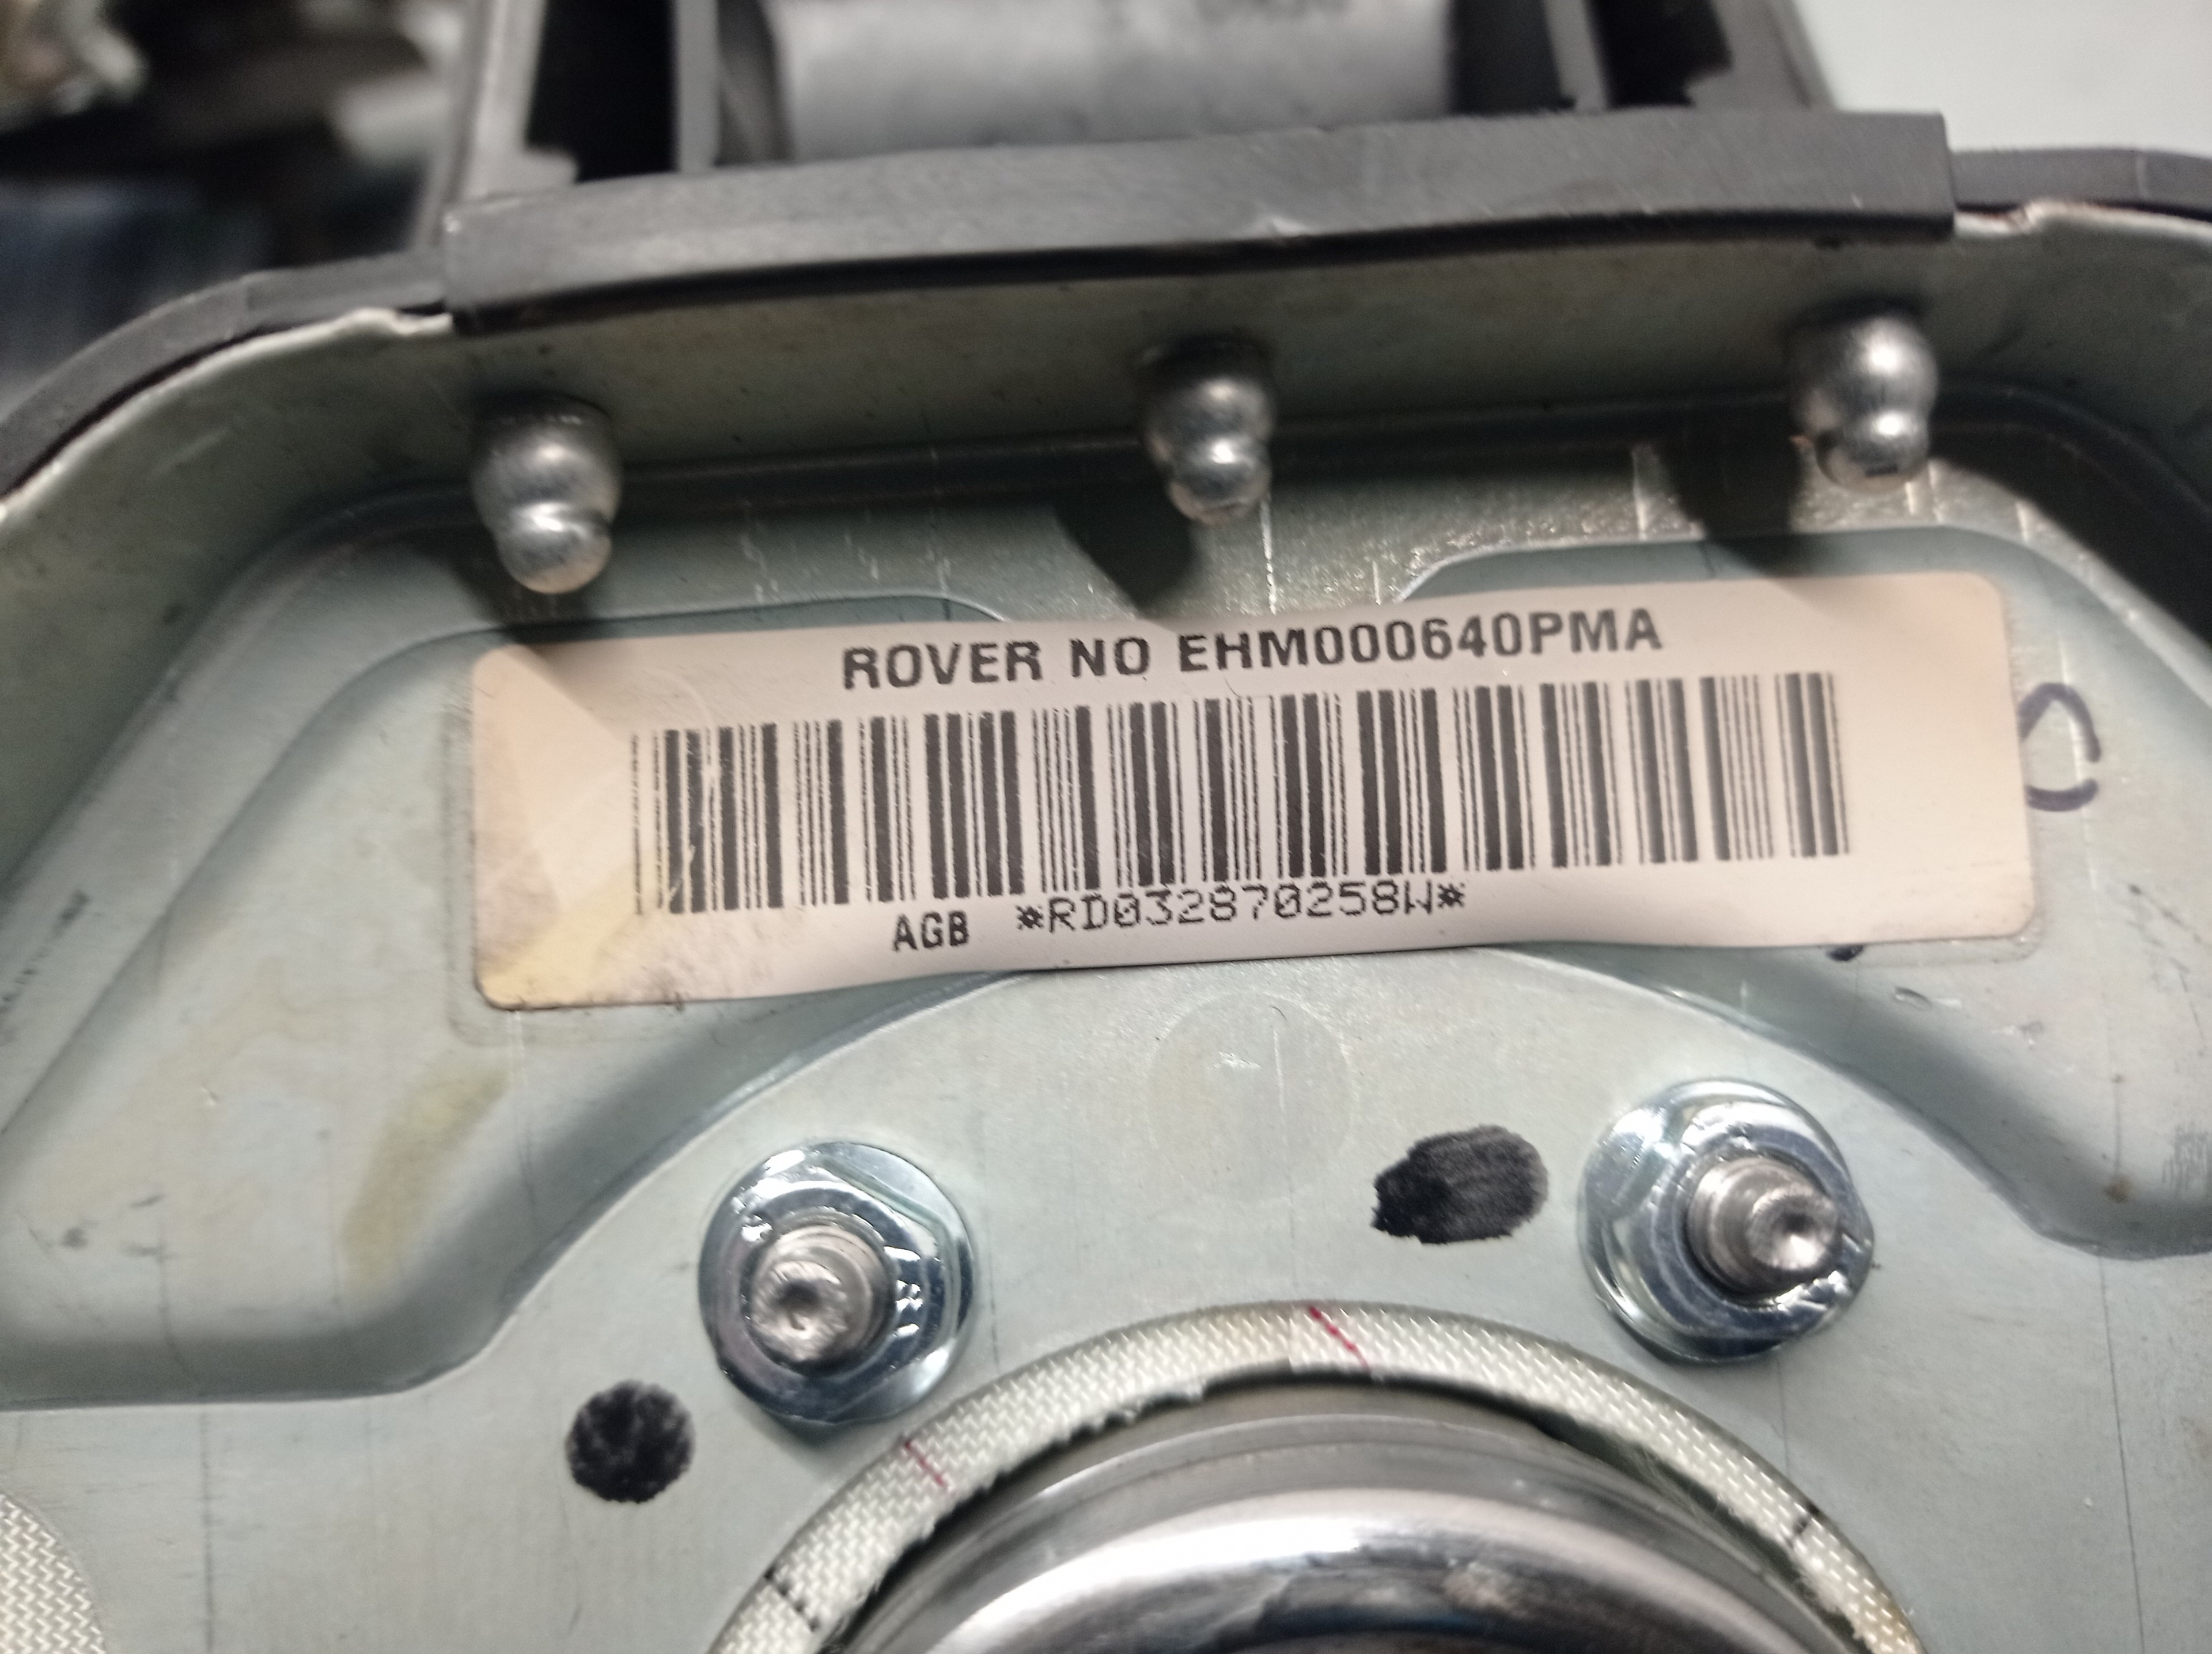 ROVER NO EHM000640PMA
AGB *RD032870258W*